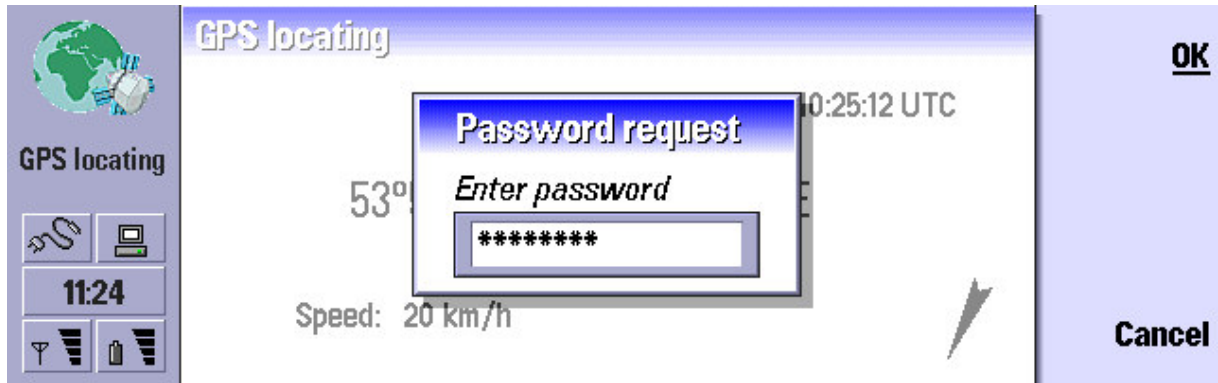 GPS locating
GPS locating
11:24
0:25:12 UTC
53°
E
Speed: 20 km/h
Password request
Enter password
********
OK
Cancel